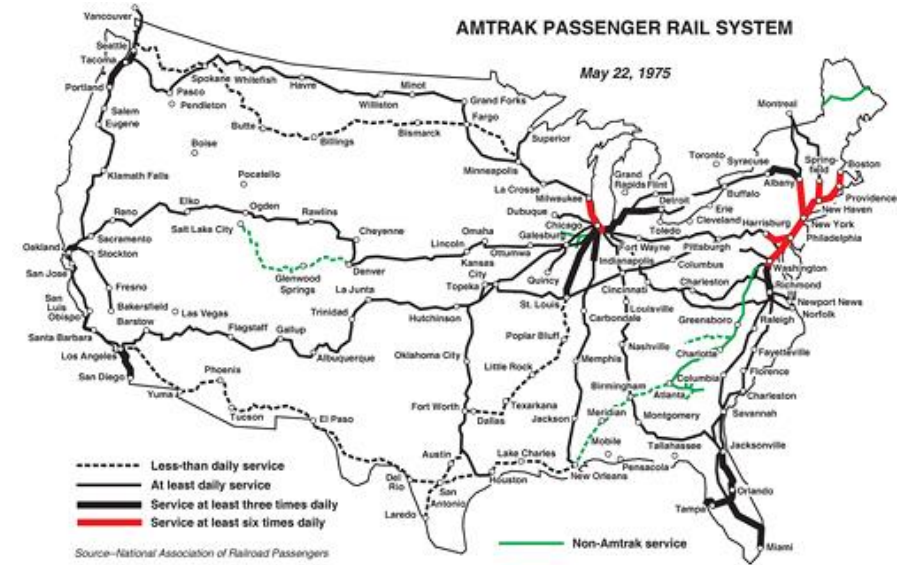 AMTRAK PASSENGER RAIL SYSTEM
May 22, 1975
Vancouver
Seattle
Tacoma
Portland
Salem
Eugene
Klamath Falls
Pasco
Pendleton
Spokane
Whitefish
Havre
Williston
Minot
Grand Forks
Fargo
Butte
Billings
Bismarck
Superior
Minneapolis
La Crosse
Milwaukee
Dubuque
Chicago
Galesburg
Boise
Pocatello
Ogden
Salt Lake City
Elko
Reno
Sacramento
Oakland
Stockton
San Jose
Fresno
San
Luis
Obispo
Bakersfield
Barstow
Las Vegas
Santa Barbara
Los Angeles
San Diego
Rawlins
Cheyenne
Denver
Glenwood
Springs
La Junta
Trinidad
Flagstaff
Gallup
Albuquerque
Phoenix
Yuma
Tucson
El Paso
Lincoln
Omaha
Ottumwa
Kansas
City
Topeka
Hutchinson
Oklahoma City
Fort Worth
Dallas
Austin
Del
Rio
San
Antonio
Laredo
Houston
Lake Charles
New Orleans
Quincy
St. Louis
Poplar Bluff
Little Rock
Texarkana
Carbondale
Memphis
Jackson
Grand
Rapids
Flint
Detroit
Toledo
Fort Wayne
Indianapolis
Cincinnati
Louisville
Nashville
Birmingham
Meridian
Mobile
Montgomery
Pensacola
Tallahassee
Toronto
Syracuse
Buffalo
Erie
Cleveland
Pittsburgh
Columbus
Charleston
Montreal
Albany
Spring-
field
Boston
Providence
New Haven
New York
Philadelphia
Harrisburg
Washington
Richmond
Newport News
Norfolk
Raleigh
Greensboro
Charlotte
Fayetteville
Columbia
Florence
Atlanta
Charleston
Savannah
Jacksonville
Orlando
Tampa
Miami
Less-than daily service
At least daily service
Service at least three times daily
Service at least six times daily
Source–National Association of Railroad Passengers
Non-Amtrak service